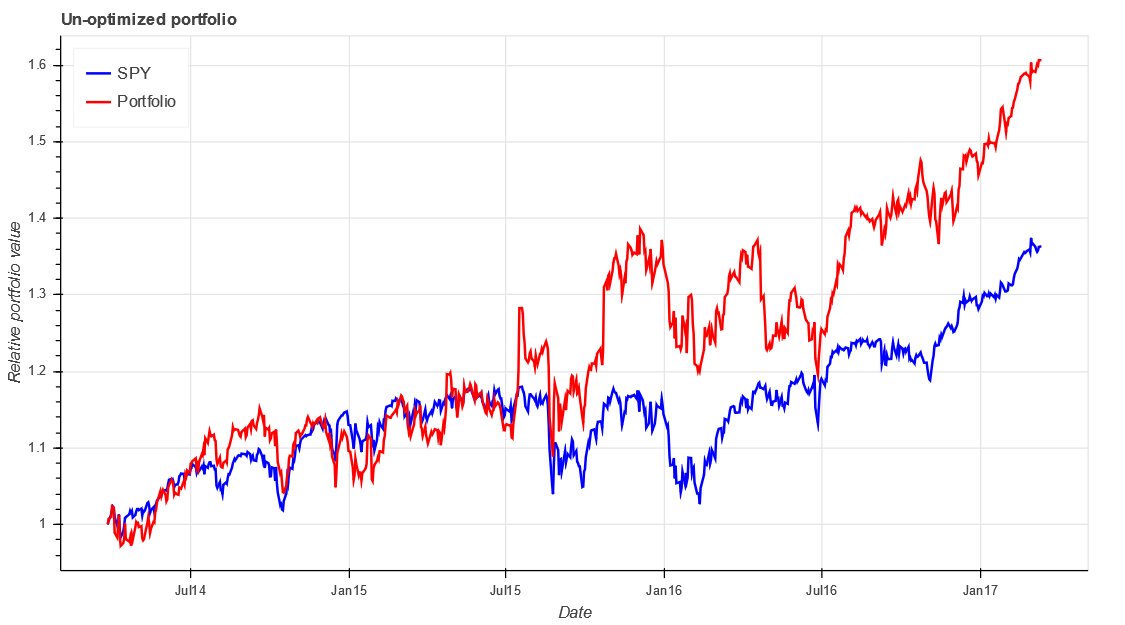 Un-optimized portfolio
SPY
Portfolio
Relative portfolio value
1.6
1.5
1.4
1.3
1.2
1.1
1
Jul14
Jan15
Jul15
Jan16
Jul16
Jan17
Date